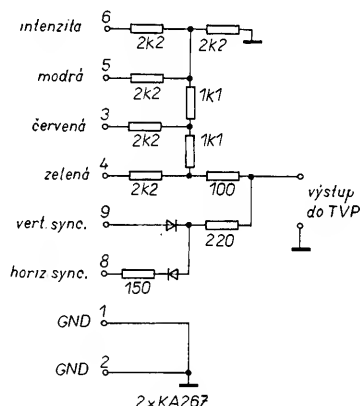 intenzita 6 2k2 2k2
modrá 5 2k2 1k1
červená 3 2k2 1k1
zelená 4 2k2 100 výstup do TVP
vert. sync. 9 220
horiz. sync. 8 150
GND 1
GND 2
2xKA267